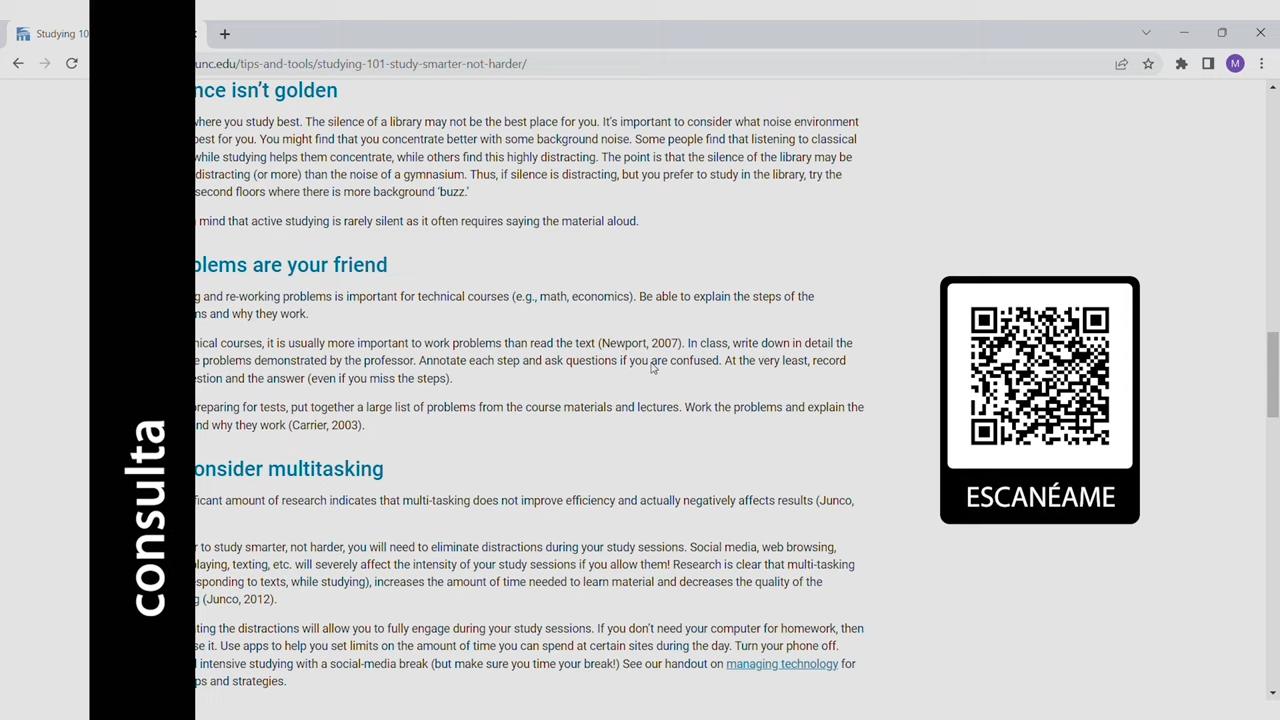 Studying 10
unc.edu/tips-and-tools/studying-101-study-smarter-not-harder/
M
isn’t golden
where you study best. The silence of a library may not be the best place for you. It’s important to consider what noise environment
best for you. You might find that you concentrate better with some background noise. Some people find that listening to classical
while studying helps them concentrate, while others find this highly distracting. The point is that the silence of the library may be
distracting (or more) than the noise of a gymnasium. Thus, if silence is distracting, but you prefer to study in the library, try the
second floors where there is more background ‘buzz.’
mind that active studying is rarely silent as it often requires saying the material aloud.
are your friend
and re-working problems is important for technical courses (e.g., math, economics). Be able to explain the steps of the
and why they work.
courses, it is usually more important to work problems than read the text (Newport, 2007). In class, write down in detail the
problems demonstrated by the professor. Annotate each step and ask questions if you are confused. At the very least, record
and the answer (even if you miss the steps).
preparing for tests, put together a large list of problems from the course materials and lectures. Work the problems and explain the
and why they work (Carrier, 2003).
multitasking
amount of research indicates that multi-tasking does not improve efficiency and actually negatively affects results (Junco,
to study smarter, not harder, you will need to eliminate distractions during your study sessions. Social media, web browsing,
playing, texting, etc. will severely affect the intensity of your study sessions if you allow them! Research is clear that multi-tasking
to texts, while studying), increases the amount of time needed to learn material and decreases the quality of the
(Junco, 2012).
the distractions will allow you to fully engage during your study sessions. If you don’t need your computer for homework, then
it. Use apps to help you set limits on the amount of time you can spend at certain sites during the day. Turn your phone off.
intensive studying with a social-media break (but make sure you time your break!) See our handout on managing technology for
and strategies.
consulta
ESCANÉAME